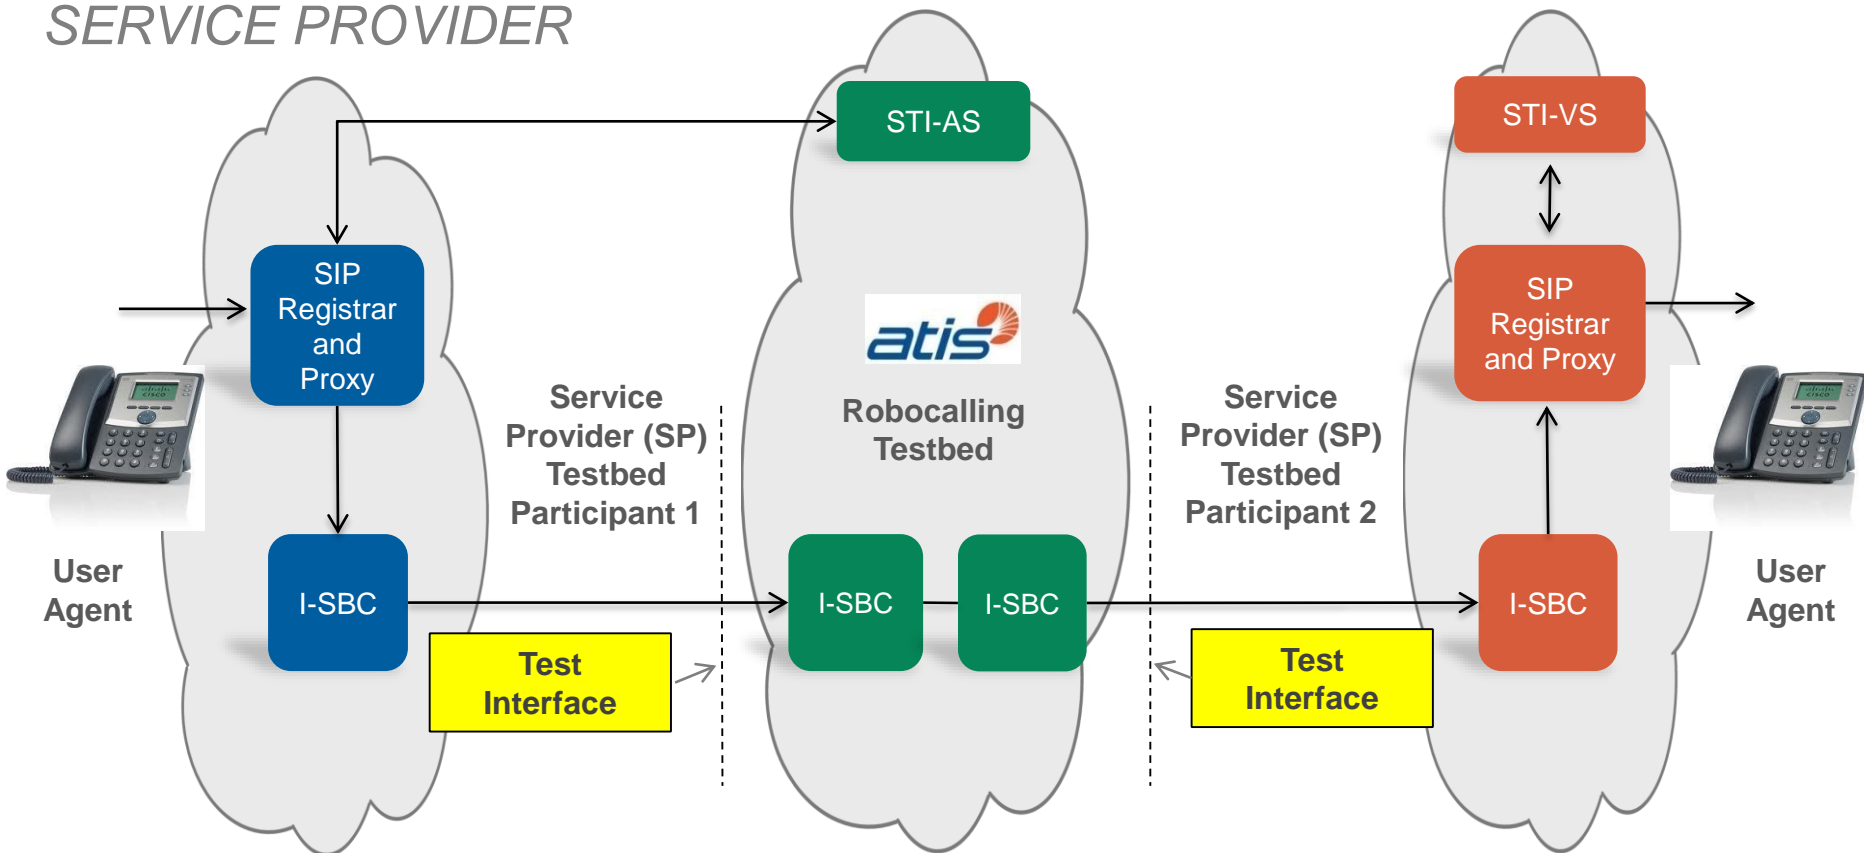 SERVICE PROVIDER
STI-AS
STI-VS
SIP
Registrar
and
Proxy
SIP
Registrar
and Proxy
atis
Robocalling
Testbed
Service
Provider (SP)
Testbed
Participant 1
Service
Provider (SP)
Testbed
Participant 2
CISCO
CISCO
User
Agent
I-SBC
I-SBC
I-SBC
I-SBC
User
Agent
Test
Interface
Test
Interface